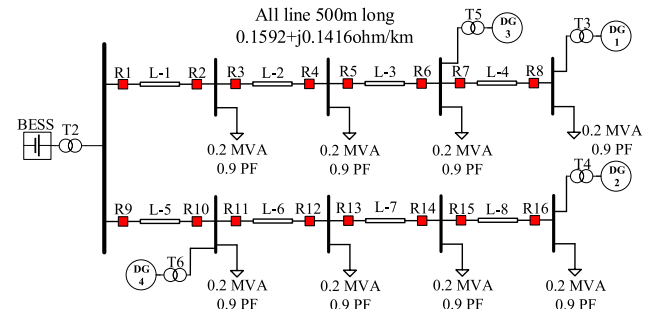 All line 500m long
0.1592+j0.1416ohm/km
T5
DG
3
T3
DG
1
R1 L-1 R2 R3 L-2 R4 R5 L-3 R6 R7 L-4 R8
BESS T2
0.2 MVA
0.9 PF
0.2 MVA
0.9 PF
0.2 MVA
0.9 PF
0.2 MVA
0.9 PF
T4
DG
2
R9 L-5 R10 R11 L-6 R12 R13 L-7 R14 R15 L-8 R16
DG
4
T6
0.2 MVA
0.9 PF
0.2 MVA
0.9 PF
0.2 MVA
0.9 PF
0.2 MVA
0.9 PF